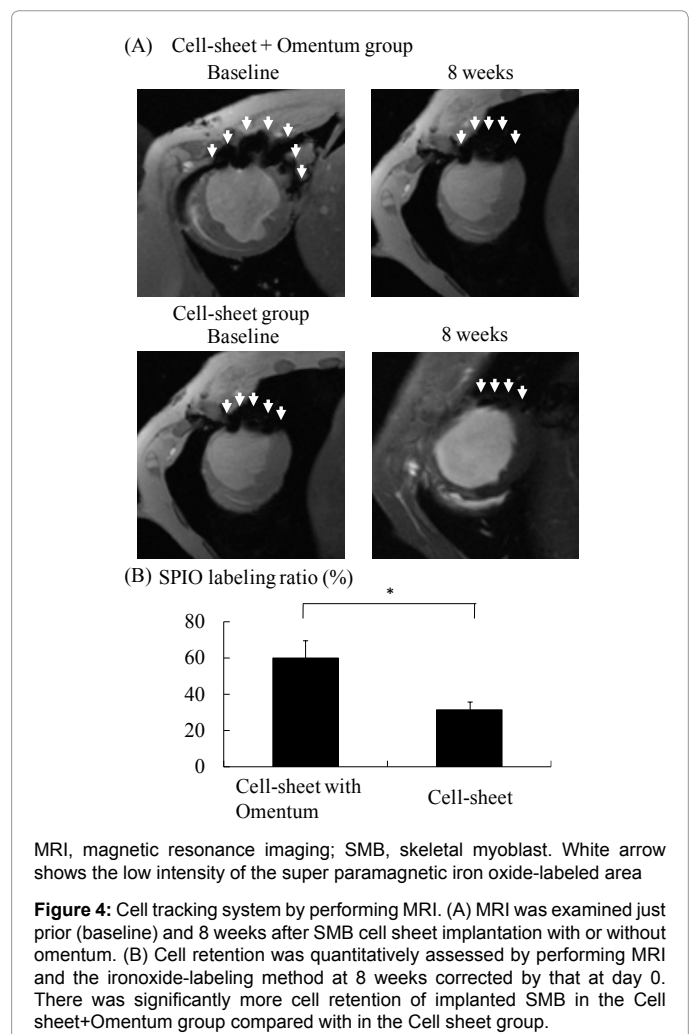 (A) Cell-sheet + Omentum group
Baseline 8 weeks
Cell-sheet group
Baseline 8 weeks
(B) SPIO labeling ratio (%)
*
80
60
40
20
0
Cell-sheet with
Omentum
Cell-sheet
MRI, magnetic resonance imaging; SMB, skeletal myoblast. White arrow
shows the low intensity of the super paramagnetic iron oxide-labeled area
Figure 4: Cell tracking system by performing MRI. (A) MRI was examined just
prior (baseline) and 8 weeks after SMB cell sheet implantation with or without
omentum. (B) Cell retention was quantitatively assessed by performing MRI
and the ironoxide-labeling method at 8 weeks corrected by that at day 0.
There was significantly more cell retention of implanted SMB in the Cell
sheet+Omentum group compared with in the Cell sheet group.